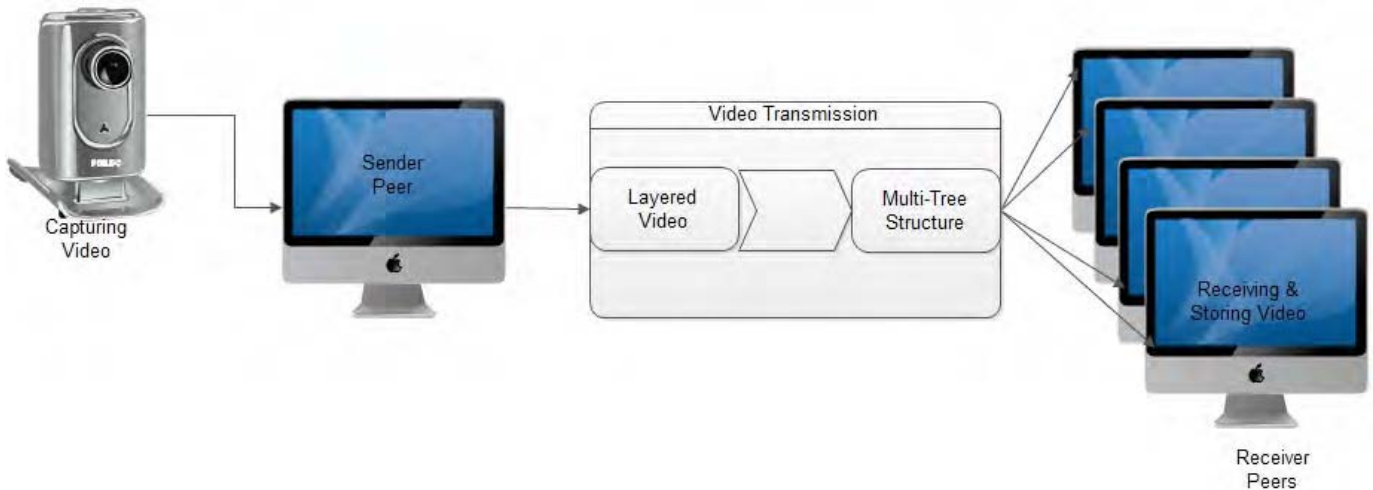 Capturing
Video
Sender
Peer
Video Transmission
Layered
Video
Multi-Tree
Structure
Receiving &
Storing Video
Receiver
Peers